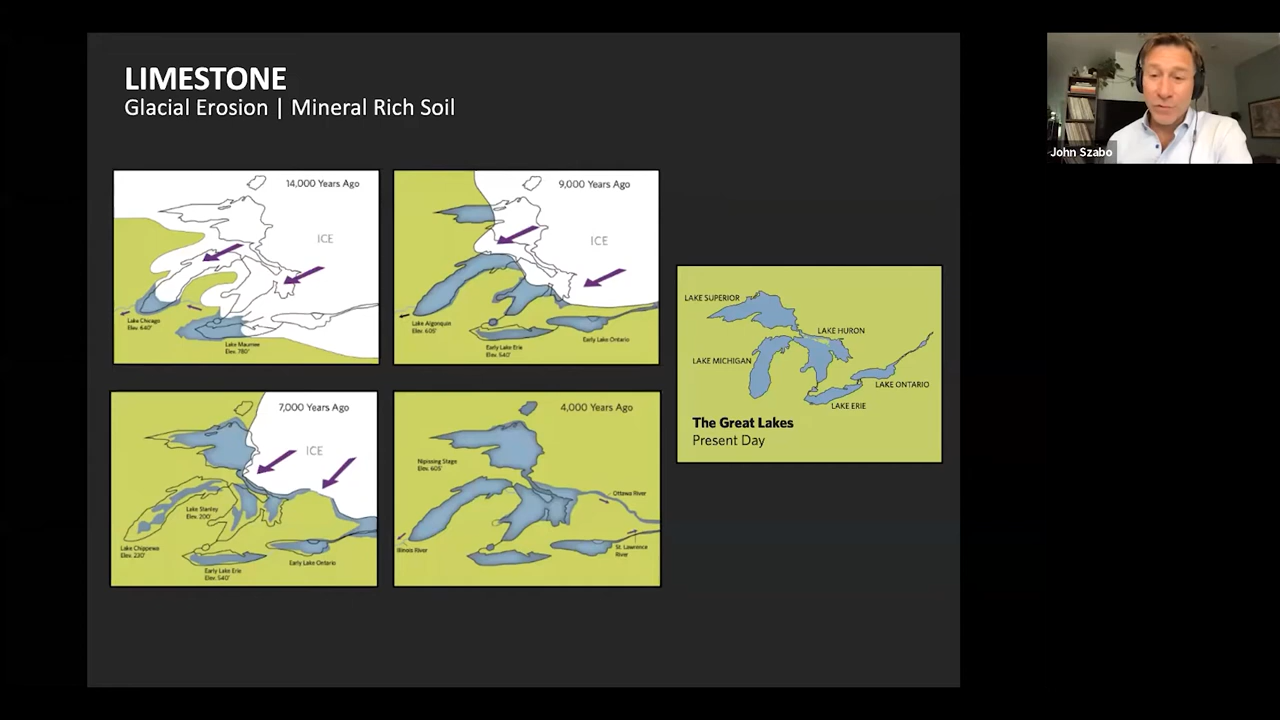 LIMESTONE
Glacial Erosion | Mineral Rich Soil
John Szabo
14,000 Years Ago
ICE
Lake Chicago
Elev. 640'
Lake Maumee
Elev. 780'
9,000 Years Ago
ICE
Lake Algonquin
Elev. 605'
Early Lake Erie
Elev. 540'
Early Lake Ontario
7,000 Years Ago
ICE
Lake Stanley
Elev. 200'
Lake Chippewa
Elev. 220'
Early Lake Erie
Elev. 540'
Early Lake Ontario
4,000 Years Ago
Nipissing Stage
Elev. 605'
Ottawa River
Illinois River
St. Lawrence
River
LAKE SUPERIOR
LAKE HURON
LAKE MICHIGAN
LAKE ONTARIO
LAKE ERIE
The Great Lakes
Present Day